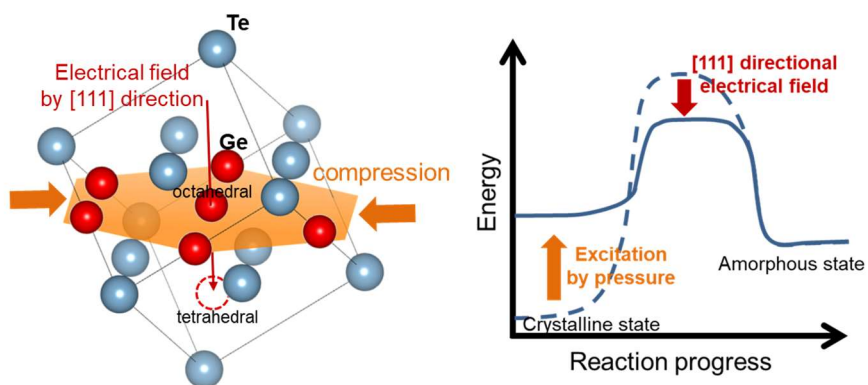 Te
Electrical field
by [111] direction
Ge
octahedral
compression
tetrahedral
[111] directional
electrical field
Energy
Excitation
by pressure
Amorphous state
Crystalline state
Reaction progress